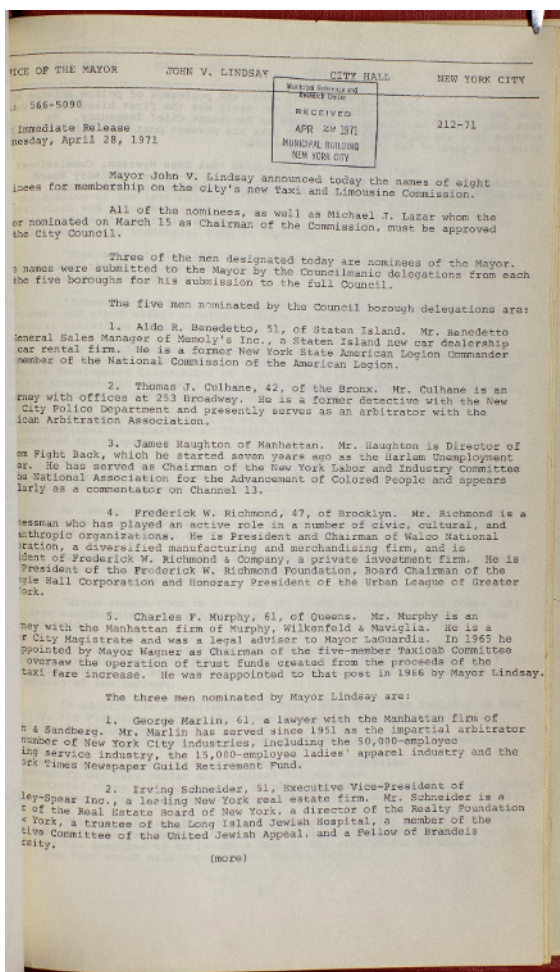 ICE OF THE MAYOR JOHN V. LINDSAY CITY HALL NEW YORK CITY
Municipal Reference and
Research Center
RECEIVED
APR 29 1971
MUNICIPAL BUILDING
NEW YORK CITY
: 566-5090
212-71
Immediate Release
nesday, April 28, 1971
Mayor John V. Lindsay announced today the names of eight
inees for membership on the city's new Taxi and Limousine Commission.
All of the nominees, as well as Michael J. Lazar whom the
or nominated on March 15 as Chairman of the Commission, must be approved
the City Council.
Three of the men designated today are nominees of the Mayor.
names were submitted to the Mayor by the Councilmanic delegations from each
the five boroughs for his submission to the full Council.
The five men nominated by the Council borough delegations are:
1. Aldo R. Benedetto, 51, of Staten Island. Mr. Benedetto
General Sales Manager of Memoly's Inc., a Staten Island new car dealership
car rental firm. He is a former New York State American Legion Commander
member of the National Commission of the American Legion.
2. Thomas J. Culhane, 42, of the Bronx. Mr. Culhane is an
rney with offices at 253 Broadway. He is a former detective with the New
City Police Department and presently serves as an arbitrator with the
ican Arbitration Association.
3. James Haughton of Manhattan. Mr. Haughton is Director of
em Fight Back, which he started seven years ago as the Harlem Unemployment
er. He has served as Chairman of the New York Labor and Industry Committee
he National Association for the Advancement of Colored People and appears
larly as a commentator on Channel 13.
4. Frederick W. Richmond, 47, of Brooklyn. Mr. Richmond is a
nessman who has played an active role in a number of civic, cultural, and
nthropic organizations. He is President and Chairman of Walco National
ration, a diversified manufacturing and merchandising firm, and is
ident of Frederick W. Richmond & Company, a private investment firm. He is
President of the Frederick W. Richmond Foundation, Board Chairman of the
gie Hall Corporation and Honorary President of the Urban League of Greater
ork.
5. Charles F. Murphy, 61, of Queens. Mr. Murphy is an
ney with the Manhattan firm of Murphy, Wilkenfeld & Maviglia. He is a
r City Magistrate and was a legal adviser to Mayor LaGuardia. In 1965 he
ppointed by Mayor Wagner as Chairman of the five-member Taxicab Committee
oversaw the operation of trust funds created from the proceeds of the
taxi fare increase. He was reappointed to that post in 1966 by Mayor Lindsay.
The three men nominated by Mayor Lindsay are:
1. George Marlin, 61, a lawyer with the Manhattan firm of
n & Sandberg. Mr. Marlin has served since 1951 as the impartial arbitrator
number of New York City industries, including the 50,000-employee
ing service industry, the 15,000-employee ladies' apparel industry and the
ork Times Newspaper Guild Retirement Fund.
2. Irving Schneider, 51, Executive Vice-President of
ley-Spear Inc., a leading New York real estate firm. Mr. Schneider is a
r of the Real Estate Board of New York, a director of the Realty Foundation
York, a trustee of the Long Island Jewish Hospital, a member of the
tive Committee of the United Jewish Appeal, and a Fellow of Brandeis
rsity.
(more)